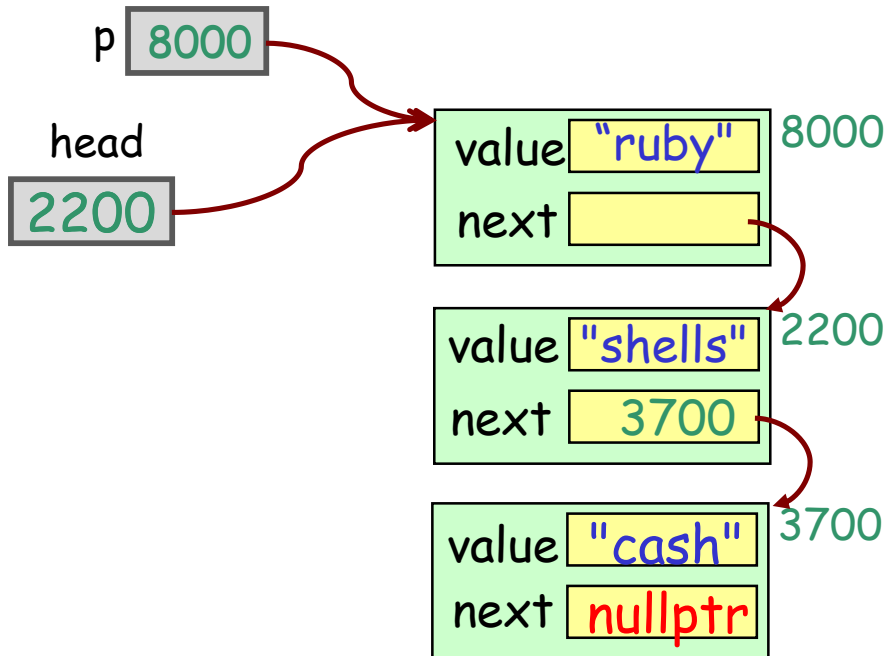 p 8000
head
2200
value “ruby" 8000
next
value "shells" 2200
next 3700
value "cash" 3700
next nullptr